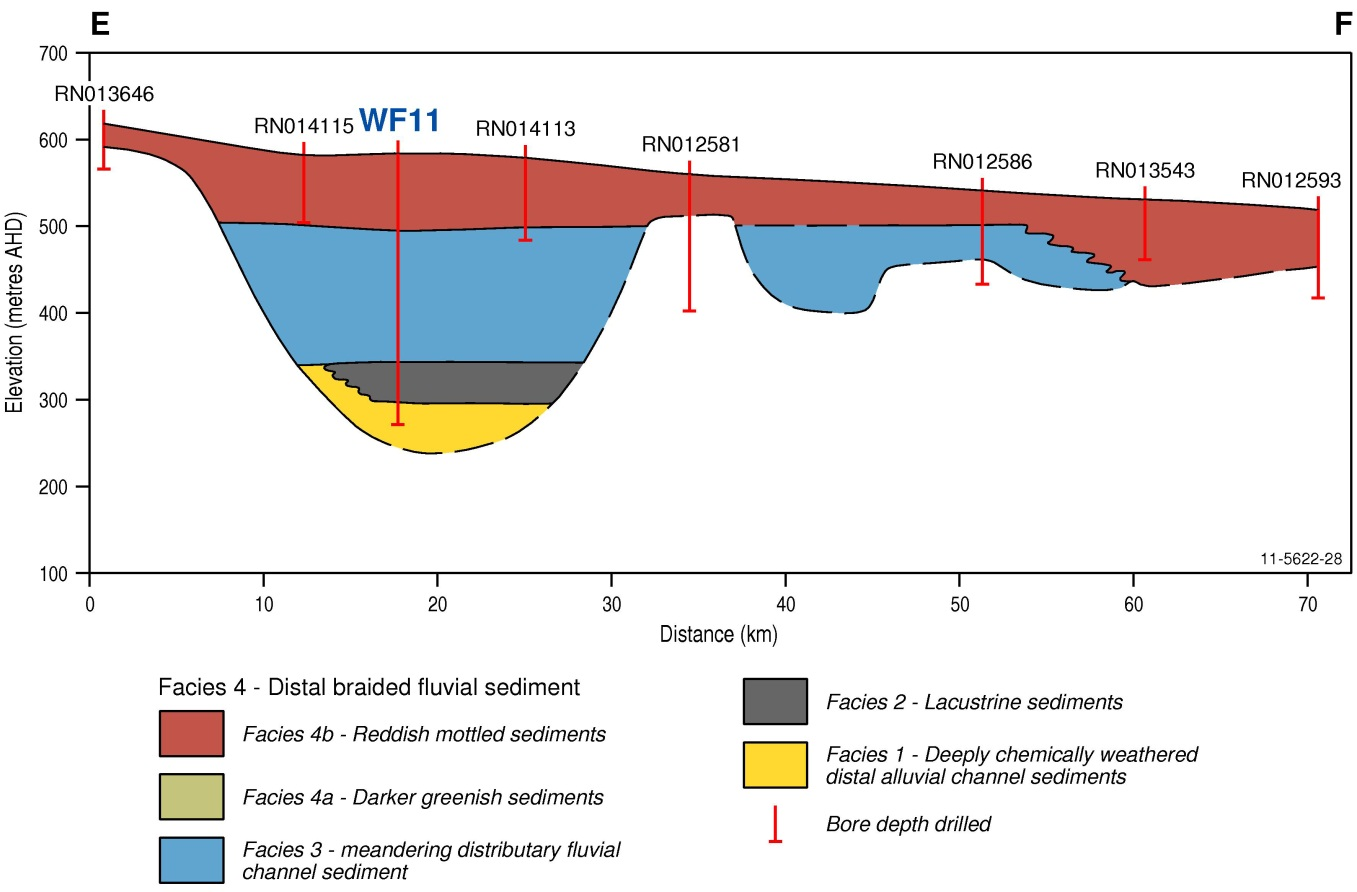 E
F
700
RN013646
RN014115
WF11
RN014113
RN012581
RN012586
RN013543
RN012593
600
500
400
300
200
100
Elevation (metres AHD)
11-5622-28
0
10
20
30
40
50
60
70
Distance (km)
Facies 4 - Distal braided fluvial sediment
Facies 4b - Reddish mottled sediments
Facies 4a - Darker greenish sediments
Facies 3 - meandering distributary fluvial
channel sediment
Facies 2 - Lacustrine sediments
Facies 1 - Deeply chemically weathered
distal alluvial channel sediments
Bore depth drilled